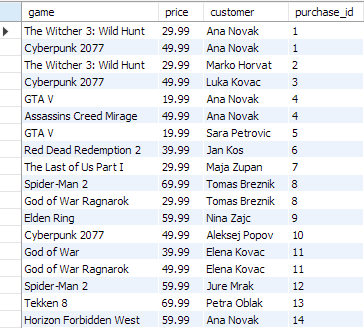 game price customer purchase_id
The Witcher 3: Wild Hunt 29.99 Ana Novak 1
Cyberpunk 2077 49.99 Ana Novak 1
The Witcher 3: Wild Hunt 29.99 Marko Horvat 2
Cyberpunk 2077 49.99 Luka Kovac 3
GTA V 19.99 Ana Novak 4
Assassins Creed Mirage 49.99 Ana Novak 4
GTA V 19.99 Sara Petrovic 5
Red Dead Redemption 2 39.99 Jan Kos 6
The Last of Us Part I 29.99 Maja Zupan 7
Spider-Man 2 69.99 Tomas Breznik 8
God of War Ragnarok 29.99 Tomas Breznik 8
Elden Ring 59.99 Nina Zajc 9
Cyberpunk 2077 49.99 Aleksej Popov 10
God of War 39.99 Elena Kovac 11
God of War Ragnarok 49.99 Elena Kovac 11
Spider-Man 2 59.99 Jure Mrak 12
Tekken 8 69.99 Petra Oblak 13
Horizon Forbidden West 59.99 Ana Novak 14